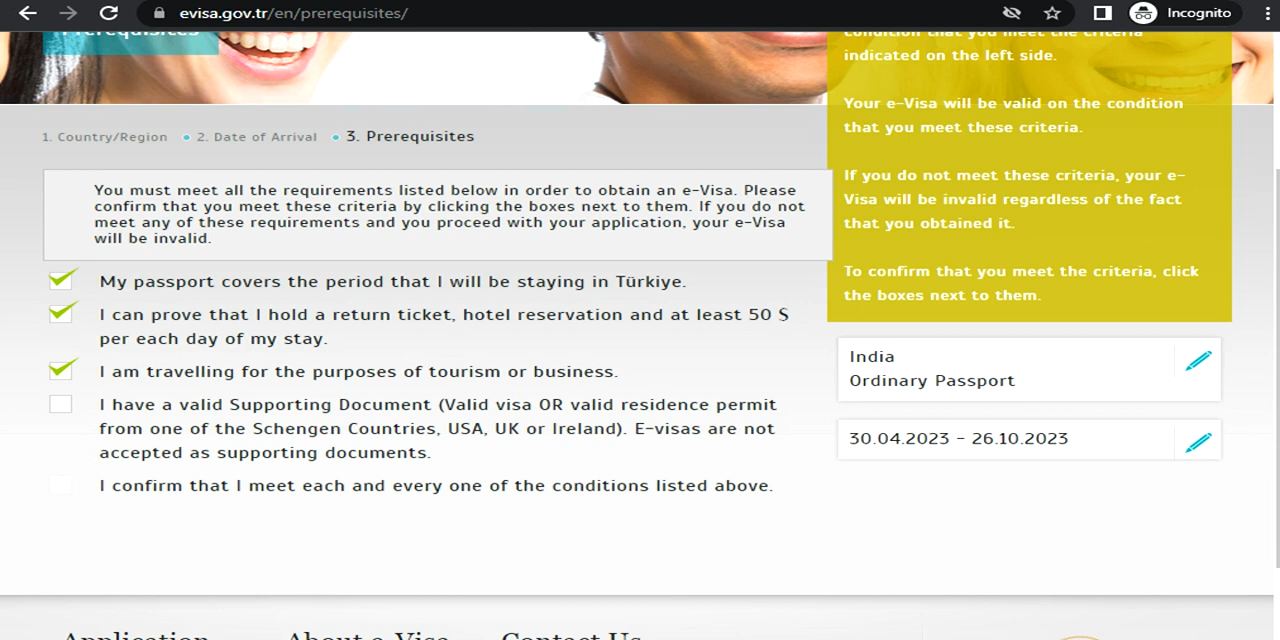 evisa.gov.tr/en/prerequisites/
Incognito
Prerequisites
condition that you meet the criteria
indicated on the left side.
Your e-Visa will be valid on the condition
that you meet these criteria.
If you do not meet these criteria, your e-
Visa will be invalid regardless of the fact
that you obtained it.
To confirm that you meet the criteria, click
the boxes next to them.
1. Country/Region
2. Date of Arrival
3. Prerequisites
You must meet all the requirements listed below in order to obtain an e-Visa. Please
confirm that you meet these criteria by clicking the boxes next to them. If you do not
meet any of these requirements and you proceed with your application, your e-Visa
will be invalid.
My passport covers the period that I will be staying in Türkiye.
I can prove that I hold a return ticket, hotel reservation and at least 50 $
per each day of my stay.
I am travelling for the purposes of tourism or business.
I have a valid Supporting Document (Valid visa OR valid residence permit
from one of the Schengen Countries, USA, UK or Ireland). E-visas are not
accepted as supporting documents.
I confirm that I meet each and every one of the conditions listed above.
India
Ordinary Passport
30.04.2023 - 26.10.2023
Application
About e-Visa
Contact Us